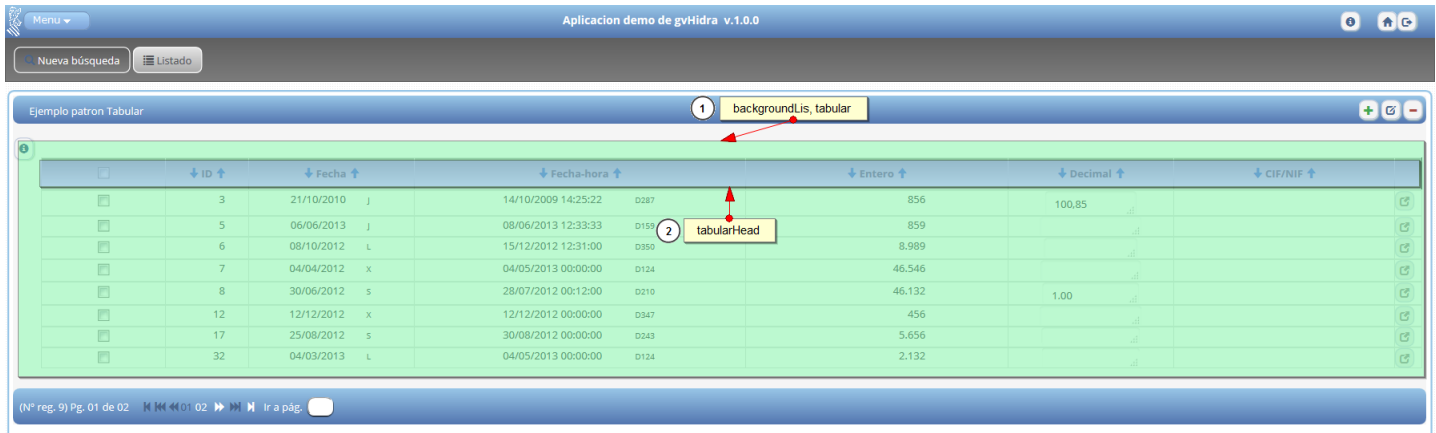 Menu Aplicacion demo de gvHidra v.1.0.0
Nueva búsqueda Listado
Ejemplo patron Tabular 1 backgroundLis, tabular
ID Fecha Fecha-hora Entero Decimal CIF/NIF
3 21/10/2010 J 14/10/2009 14:25:22 D287 856 100,85
5 06/06/2013 J 08/06/2013 12:33:33 D159 859
2 tabularHead
6 08/10/2012 L 15/12/2012 12:31:00 D350 8.989
7 04/04/2012 X 04/05/2013 00:00:00 D124 46.546
8 30/06/2012 S 28/07/2012 00:12:00 D210 46.132 1.00
12 12/12/2012 X 12/12/2012 00:00:00 D347 456
17 25/08/2012 S 30/08/2012 00:00:00 D243 5.656
32 04/03/2013 L 04/05/2013 00:00:00 D124 2.132
(Nº reg. 9) Pg. 01 de 02 01 02 Ir a pág.